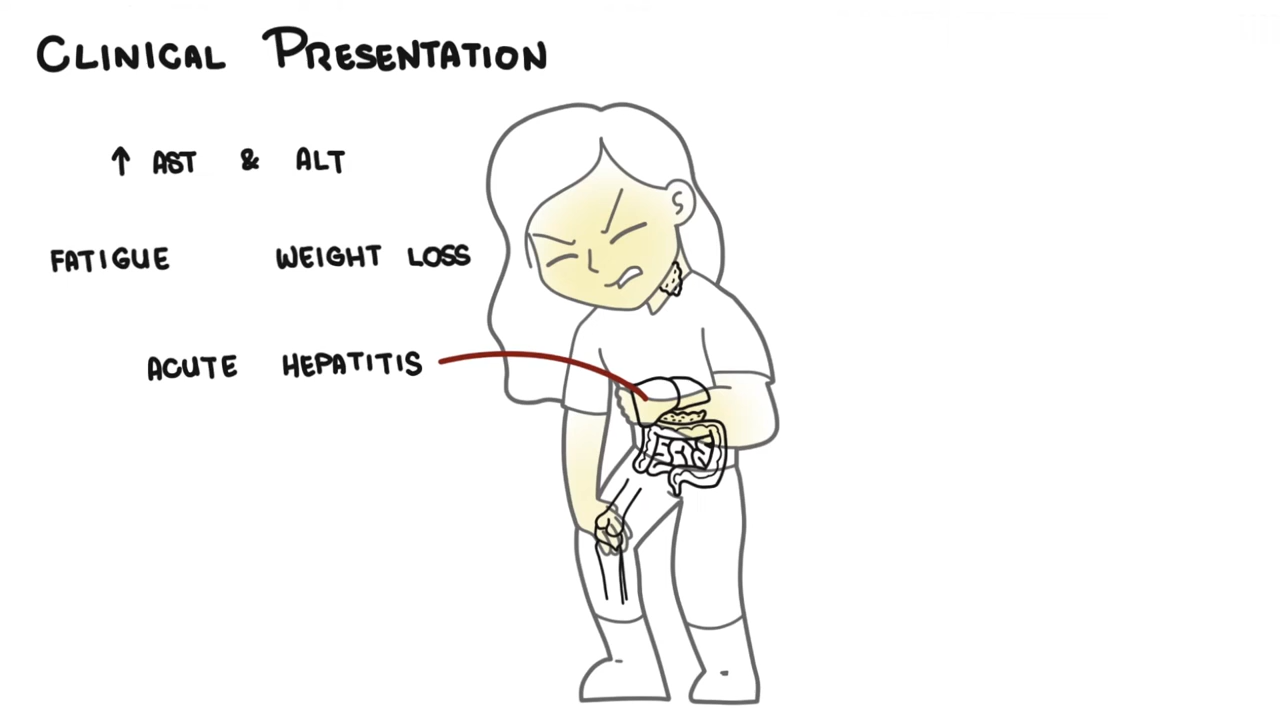 CLINICAL PRESENTATION
↑ AST & ALT
FATIGUE WEIGHT LOSS
ACUTE HEPATITIS